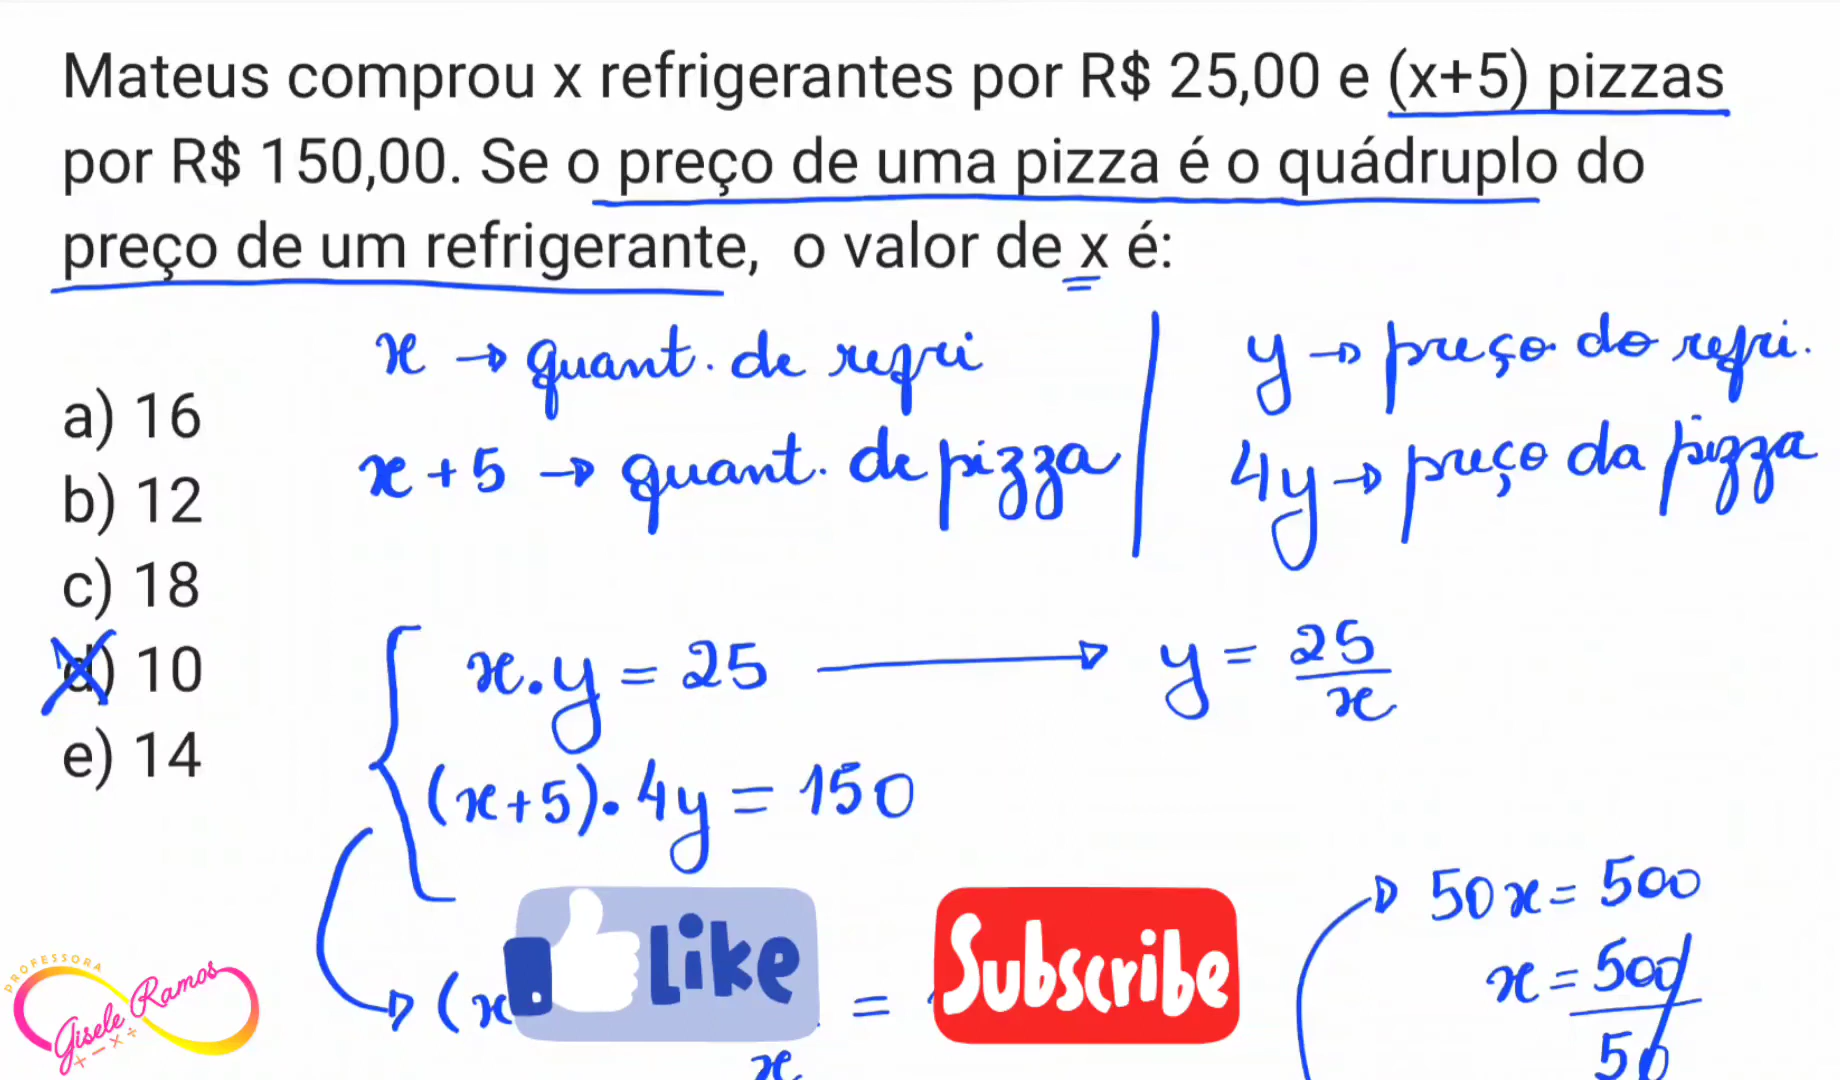 Mateus comprou x refrigerantes por R$ 25,00 e (x+5) pizzas
por R$ 150,00. Se o preço de uma pizza é o quádruplo do
preço de um refrigerante, o valor de x é:
x → quant. de refri
x + 5 → quant. de pizza
y → preço do refri.
4y → preço da pizza
a) 16
b) 12
c) 18
d) 10
e) 14
x.y = 25 → y = 25/x
(x+5). 4y = 150
(x
=
x
Like
Subscribe
50x = 500
x = 500/50
PROFESSORA
Gisele Ramos
+ − × ÷